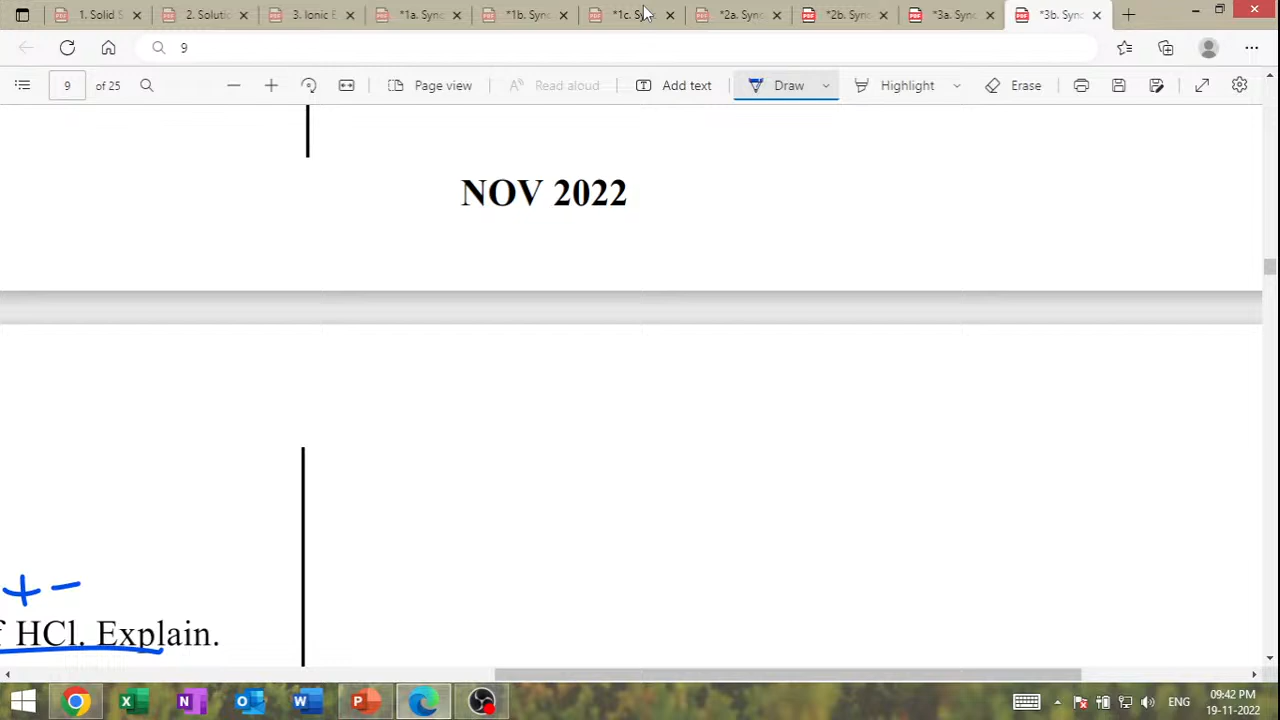 1. Solid S
2. Soluti
3. Ionic E
*1a. Sync
*1b. Sync
*1c. Sy
*2a. Sync
*2b. Sync
*3a. Sync
*3b. Sync
9
9 of 25
Page view
Read aloud
Add text
Draw
Highlight
Erase
NOV 2022
+ −
f HCl. Explain.
ENG
09:42 PM
19-11-2022